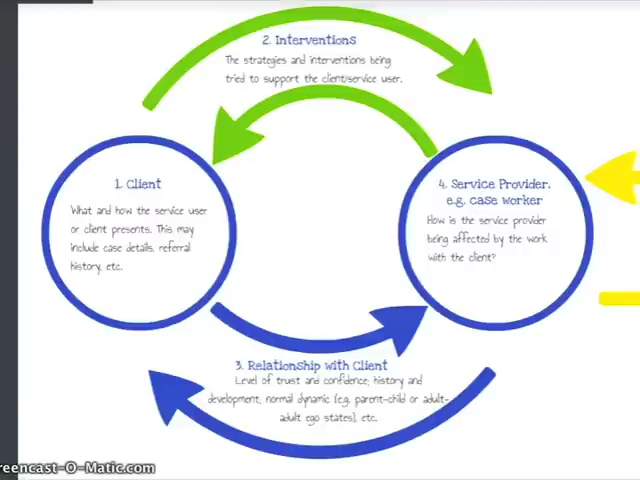 2. Interventions
The strategies and interventions being
tried to support the client/service user.
1. Client
What and how the service user
or client presents. This may
include case details, referral
history, etc.
4. Service Provider,
e.g. case worker
How is the service provider
being affected by the work
with the client?
3. Relationship with Client
Level of trust and confidence; history and
development; normal dynamic (e.g. parent-child or adult-
adult ego states), etc.
reencast-O-Matic.com